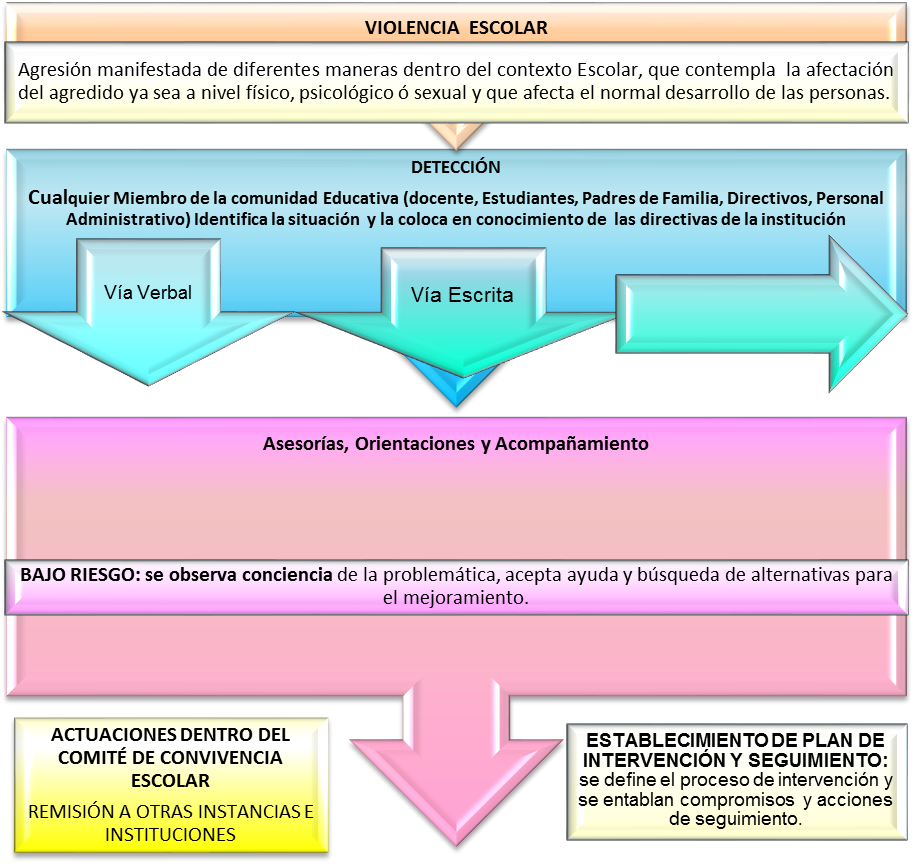 VIOLENCIA ESCOLAR
Agresión manifestada de diferentes maneras dentro del contexto Escolar, que contempla la afectación
del agredido ya sea a nivel físico, psicológico ó sexual y que afecta el normal desarrollo de las personas.
DETECCIÓN
Cualquier Miembro de la comunidad Educativa (docente, Estudiantes, Padres de Familia, Directivos, Personal
Administrativo) Identifica la situación y la coloca en conocimiento de las directivas de la institución
Vía Verbal
Vía Escrita
Asesorías, Orientaciones y Acompañamiento
BAJO RIESGO: se observa conciencia de la problemática, acepta ayuda y búsqueda de alternativas para
el mejoramiento.
ACTUACIONES DENTRO DEL
COMITÉ DE CONVIVENCIA
ESCOLAR
REMISIÓN A OTRAS INSTANCIAS E
INSTITUCIONES
ESTABLECIMIENTO DE PLAN DE
INTERVENCIÓN Y SEGUIMIENTO:
se define el proceso de intervención y
se entablan compromisos y acciones
de seguimiento.